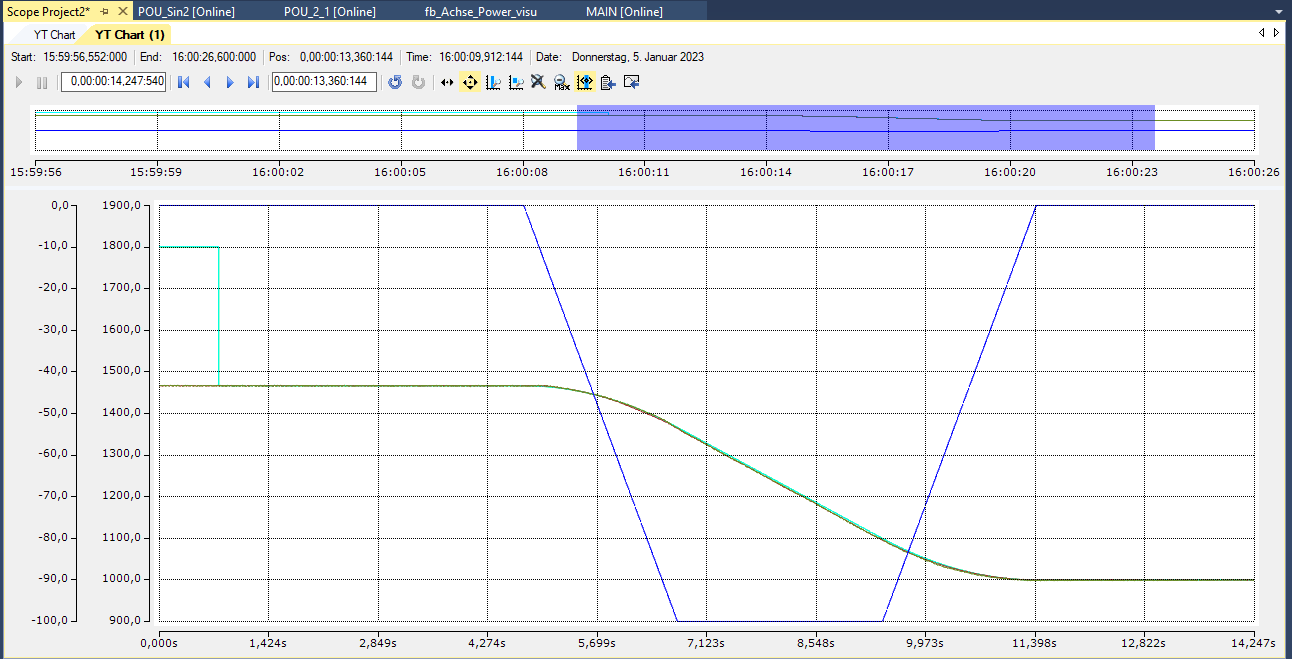 Scope Project2* POU_Sin2 [Online] POU_2_1 [Online] fb_Achse_Power_visu MAIN [Online]
YT Chart YT Chart (1)
Start: 15:59:56,552:000 End: 16:00:26,600:000 Pos: 0,00:00:13,360:144 Time: 16:00:09,912:144 Date: Donnerstag, 5. Januar 2023
0,00:00:14,247:540 0,00:00:13,360:144 Max
15:59:56 15:59:59 16:00:02 16:00:05 16:00:08 16:00:11 16:00:14 16:00:17 16:00:20 16:00:23 16:00:26
0,0 1900,0
-10,0 1800,0
-20,0 1700,0
-30,0 1600,0
-40,0 1500,0
-50,0 1400,0
-60,0 1300,0
-70,0 1200,0
-80,0 1100,0
-90,0 1000,0
-100,0 900,0
0,000s 1,424s 2,849s 4,274s 5,699s 7,123s 8,548s 9,973s 11,398s 12,822s 14,247s